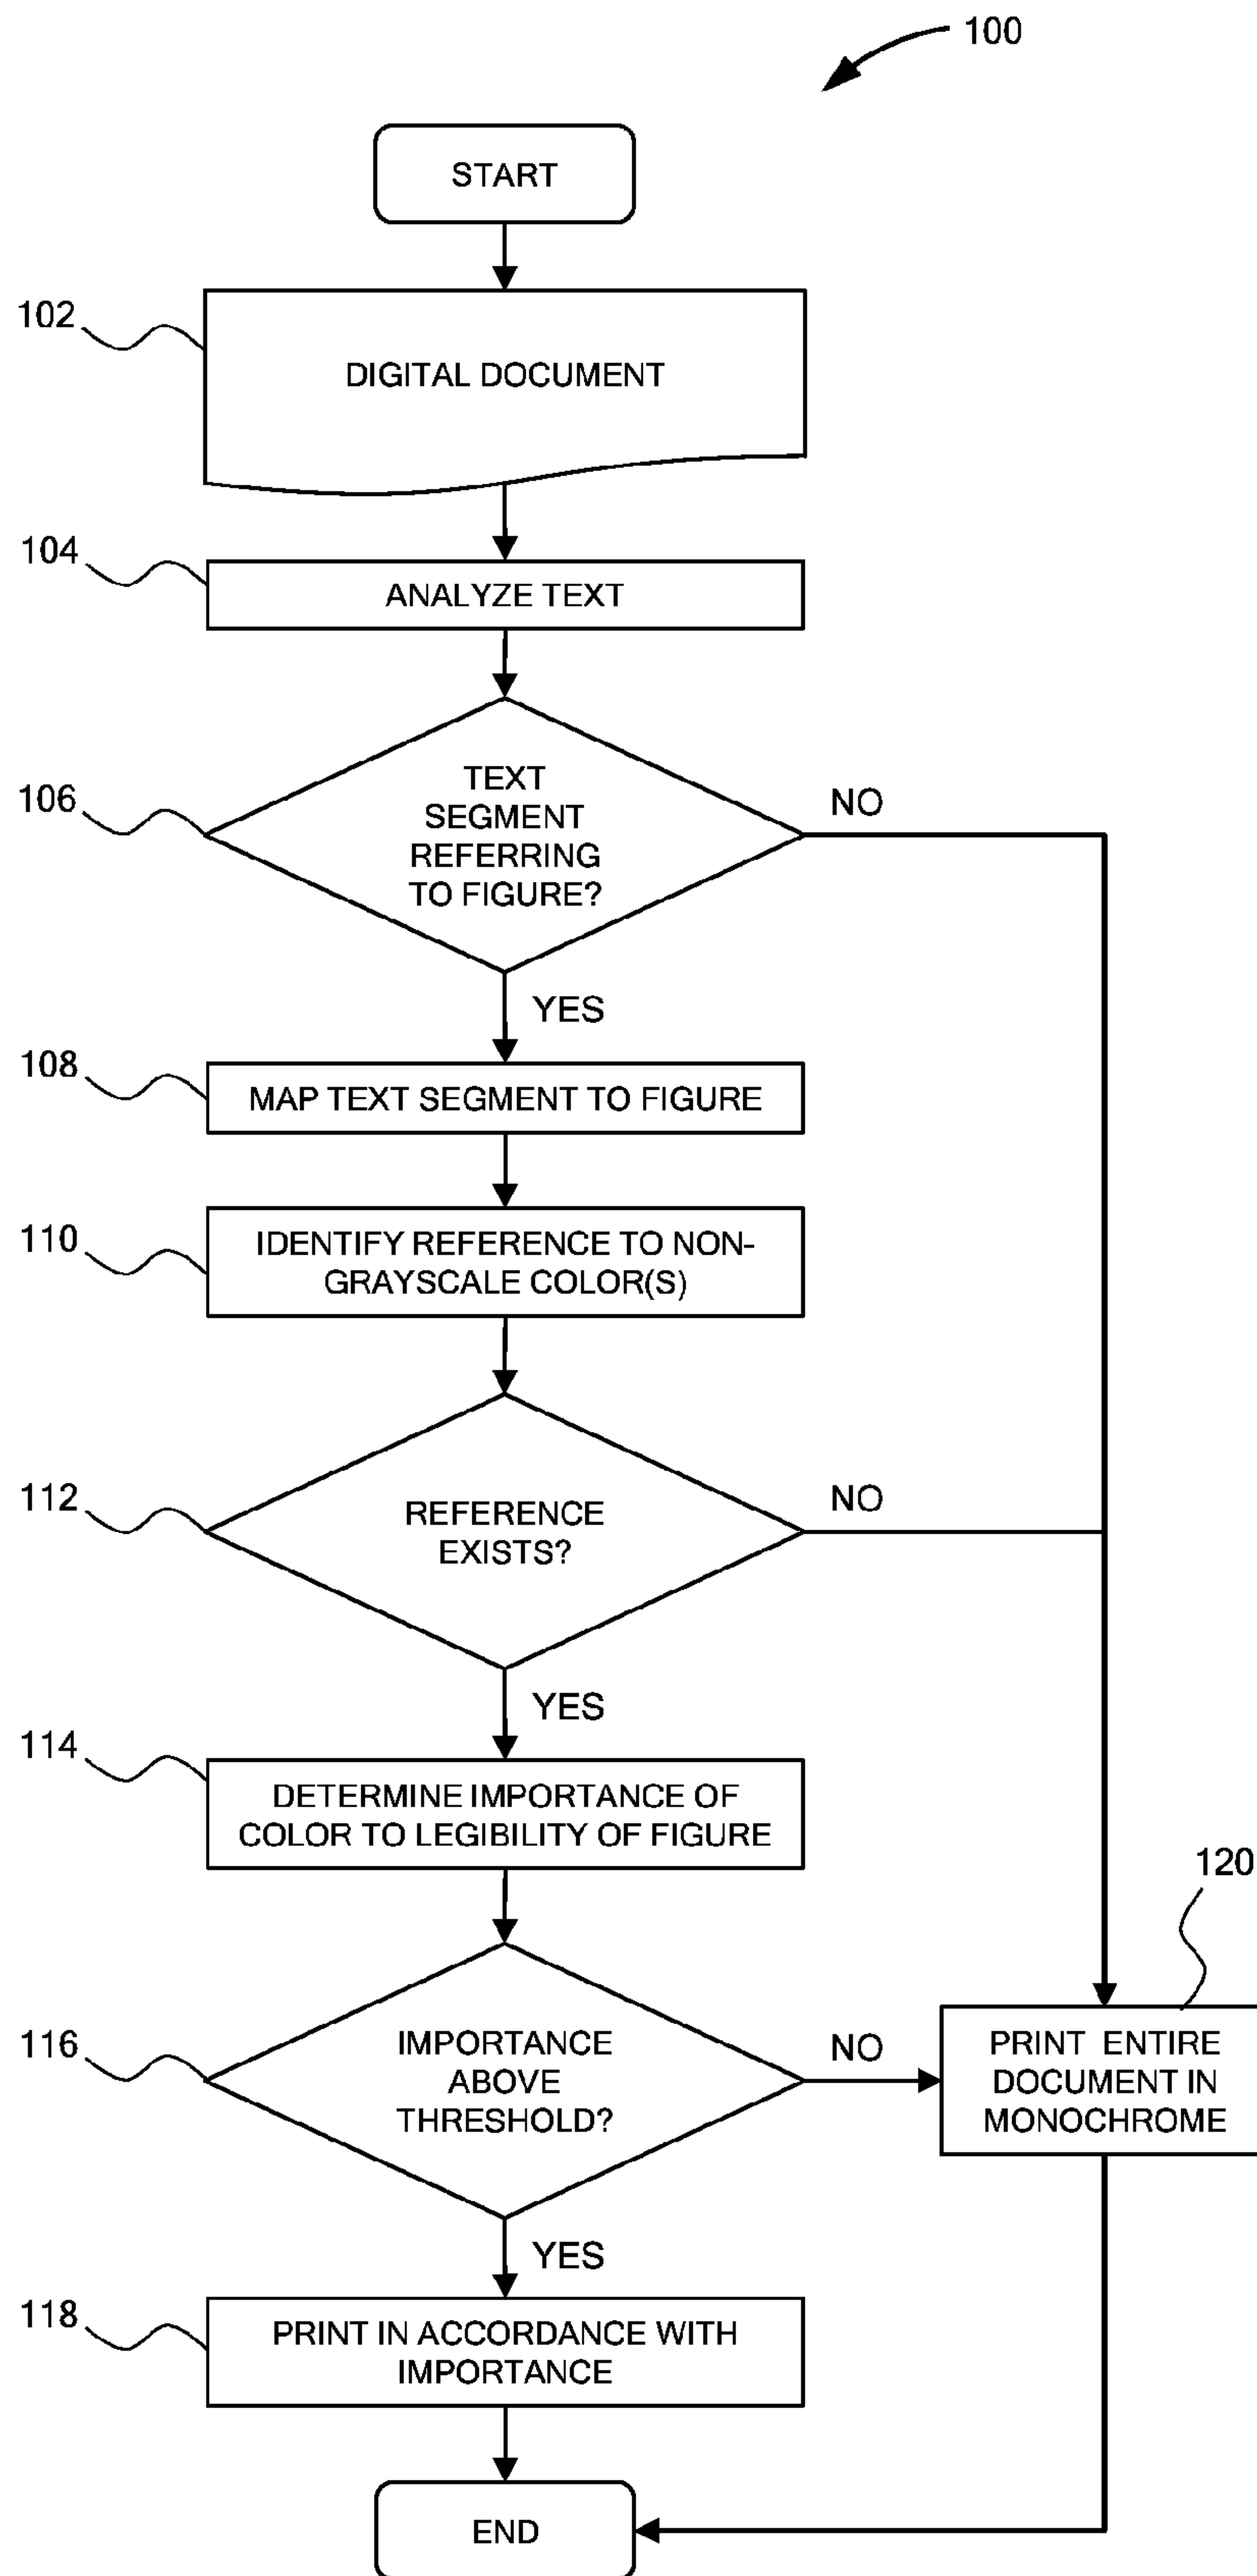 100
START
102
DIGITAL DOCUMENT
104
ANALYZE TEXT
106
TEXT
SEGMENT
REFERRING
TO FIGURE?
NO
YES
108
MAP TEXT SEGMENT TO FIGURE
110
IDENTIFY REFERENCE TO NON-
GRAYSCALE COLOR(S)
112
REFERENCE
EXISTS?
NO
YES
114
DETERMINE IMPORTANCE OF
COLOR TO LEGIBILITY OF FIGURE
116
IMPORTANCE
ABOVE
THRESHOLD?
NO
120
PRINT ENTIRE
DOCUMENT IN
MONOCHROME
YES
118
PRINT IN ACCORDANCE WITH
IMPORTANCE
END